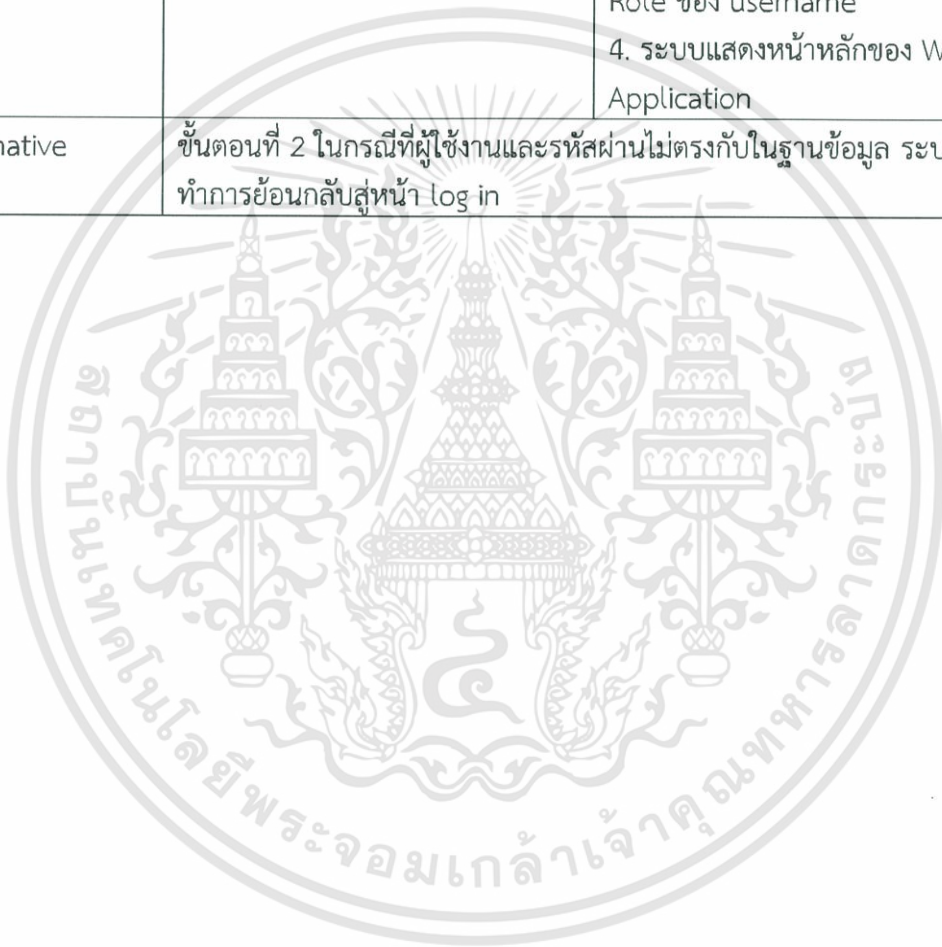 Role ของ username
4. ระบบแสดงหน้าหลักของ W
Application
native
ขั้นตอนที่ 2 ในกรณีที่ผู้ใช้งานและรหัสผ่านไม่ตรงกับในฐานข้อมูล ระบ
ทำการย้อนกลับสู่หน้า log in
สถาบันเทคโนโลยีพระจอมเกล้าเจ้าคุณทหารลาดกระบัง